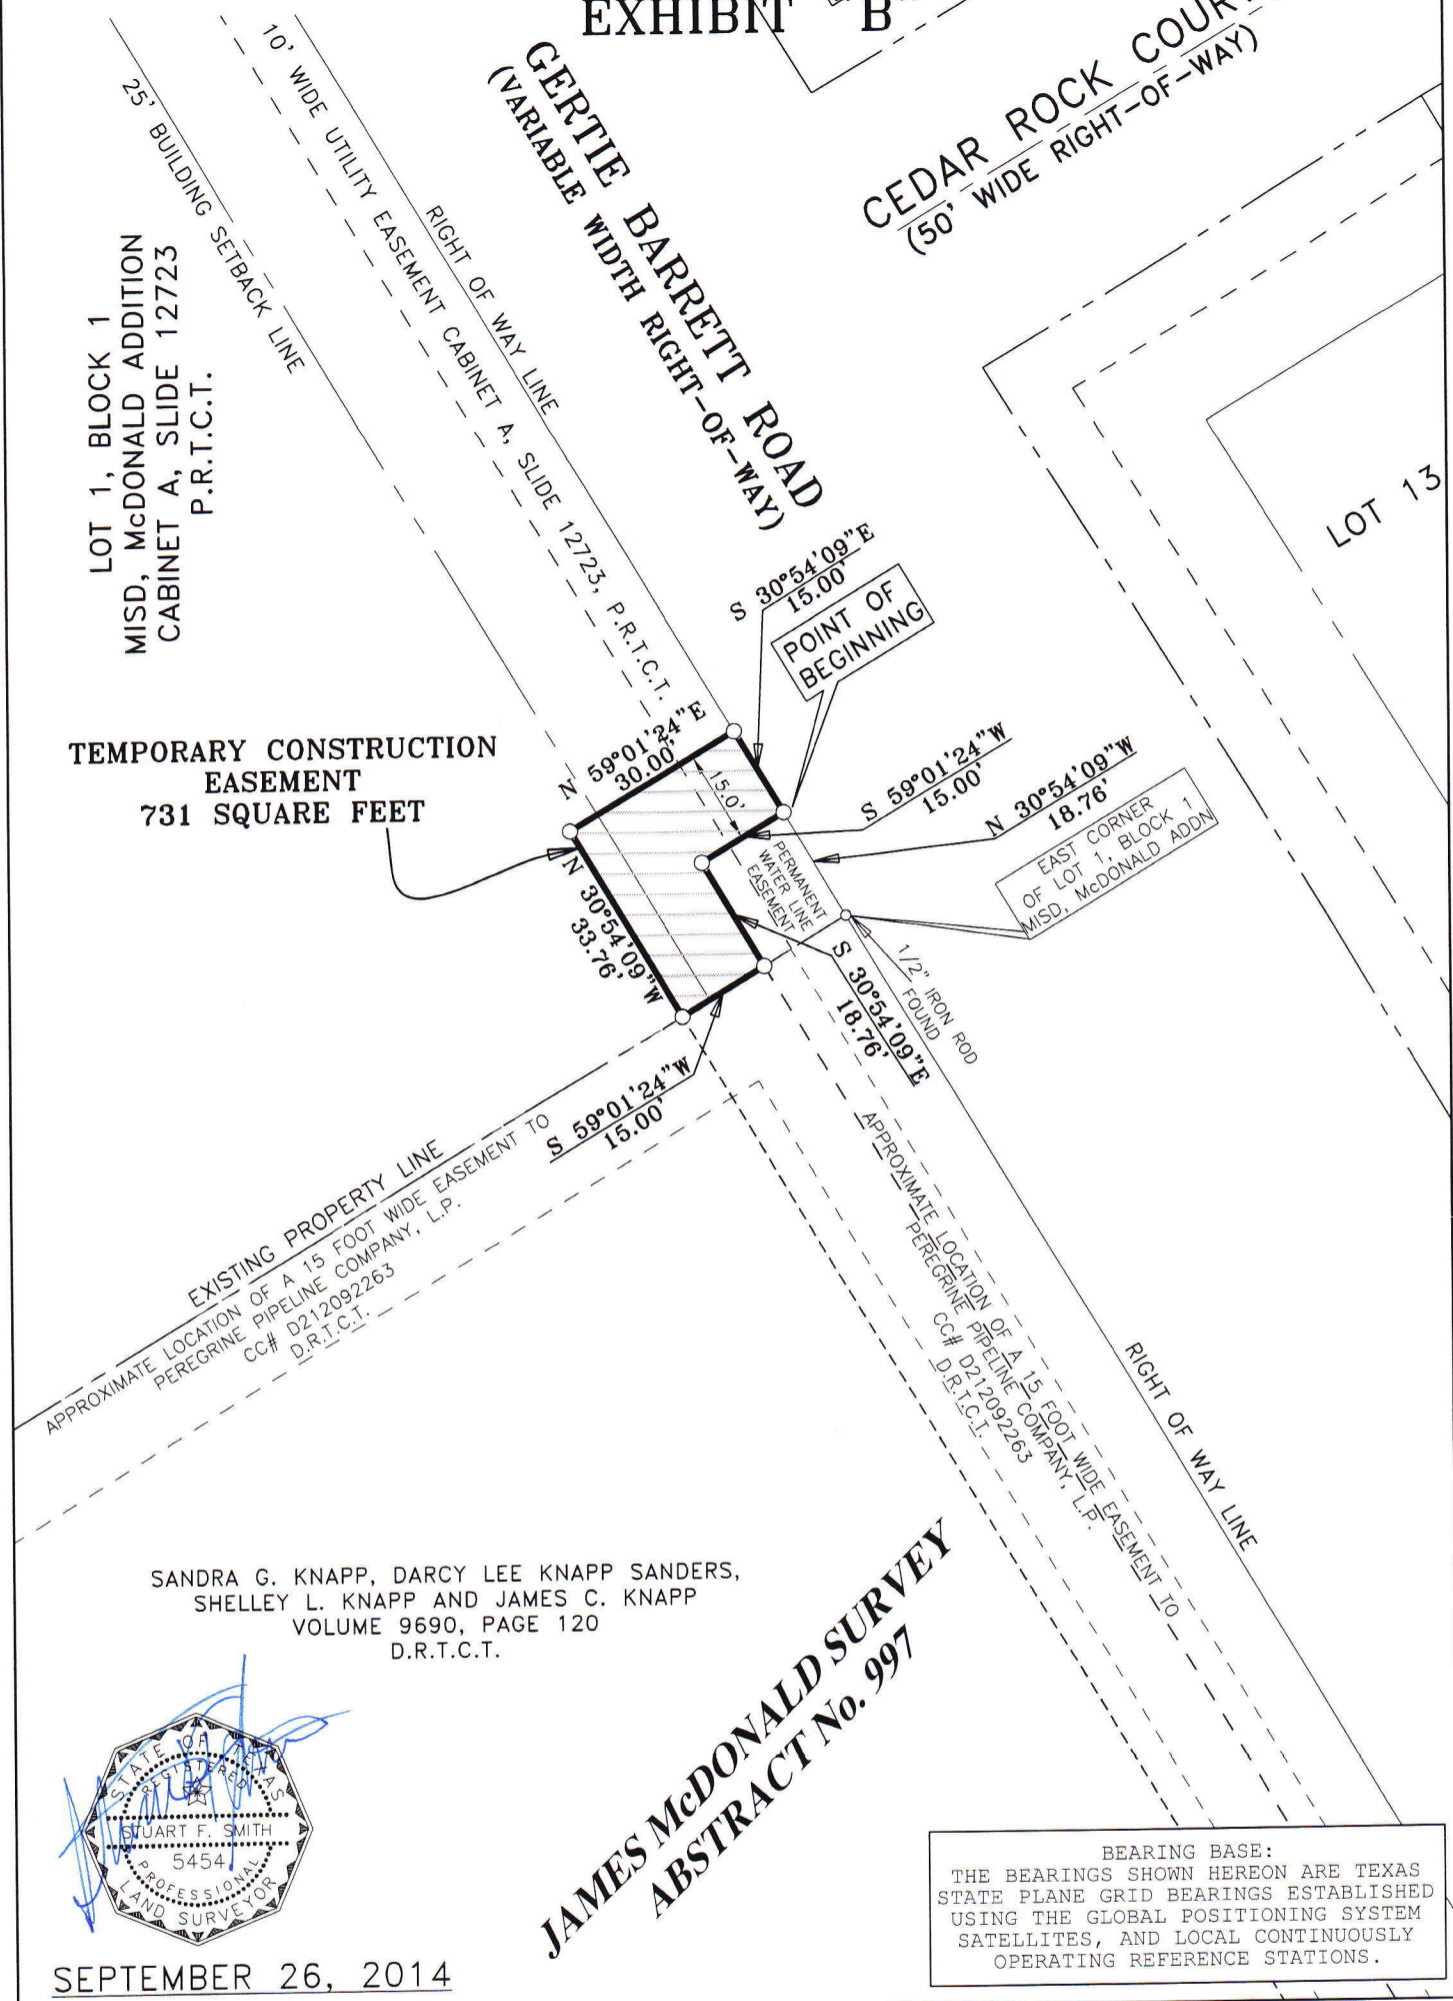 EXHIBIT "B"
CEDAR ROCK COURT
(50' WIDE RIGHT-OF-WAY)
GERTIE BARRETT ROAD
(VARIABLE WIDTH RIGHT-OF-WAY)
25' BUILDING SETBACK LINE
10' WIDE UTILITY EASEMENT CABINET A, SLIDE 12723, P.R.T.C.T.
RIGHT OF WAY LINE
LOT 1, BLOCK 1
MISD, McDONALD ADDITION
CABINET A, SLIDE 12723
P.R.T.C.T.
LOT 13
S 30°54'09"E
15.00'
POINT OF
BEGINNING
TEMPORARY CONSTRUCTION
EASEMENT
731 SQUARE FEET
N 59°01'24"E
30.00'
15.0'
S 59°01'24"W
15.00'
N 30°54'09"W
18.76'
EAST CORNER
OF LOT 1, BLOCK 1
MISD, McDONALD ADDN
PERMANENT
WATER LINE
EASEMENT
N 30°54'09"W
33.76'
S 30°54'09"E
18.76'
1/2" IRON ROD
FOUND
S 59°01'24"W
15.00'
EXISTING PROPERTY LINE
APPROXIMATE LOCATION OF A 15 FOOT WIDE EASEMENT TO
PEREGRINE PIPELINE COMPANY, L.P.
CC# D212092263
D.R.T.C.T.
APPROXIMATE LOCATION OF A 15 FOOT WIDE EASEMENT TO
PEREGRINE PIPELINE COMPANY, L.P.
CC# D212092263
D.R.T.C.T.
RIGHT OF WAY LINE
SANDRA G. KNAPP, DARCY LEE KNAPP SANDERS,
SHELLEY L. KNAPP AND JAMES C. KNAPP
VOLUME 9690, PAGE 120
D.R.T.C.T.
JAMES McDONALD SURVEY
ABSTRACT No. 997
STATE OF TEXAS
REGISTERED
STUART F. SMITH
5454
PROFESSIONAL
LAND SURVEYOR
SEPTEMBER 26, 2014
BEARING BASE:
THE BEARINGS SHOWN HEREON ARE TEXAS
STATE PLANE GRID BEARINGS ESTABLISHED
USING THE GLOBAL POSITIONING SYSTEM
SATELLITES, AND LOCAL CONTINUOUSLY
OPERATING REFERENCE STATIONS.